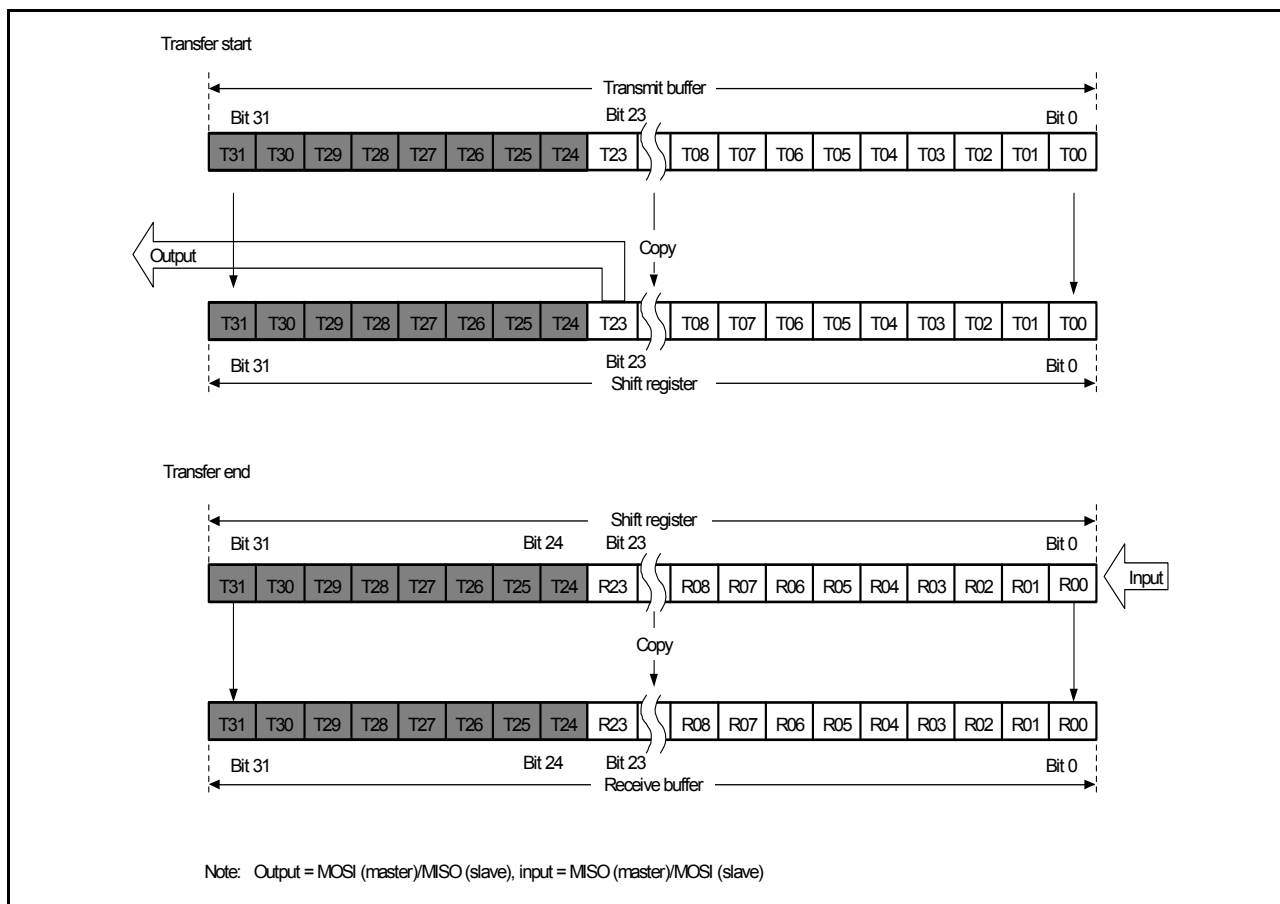 Transfer start
Transmit buffer
Bit 31 Bit 23 Bit 0
T31 T30 T29 T28 T27 T26 T25 T24 T23 T08 T07 T06 T05 T04 T03 T02 T01 T00
Output Copy
T31 T30 T29 T28 T27 T26 T25 T24 T23 T08 T07 T06 T05 T04 T03 T02 T01 T00
Bit 31 Bit 23 Bit 0
Shift register
Transfer end
Shift register
Bit 31 Bit 24 Bit 23 Bit 0
T31 T30 T29 T28 T27 T26 T25 T24 R23 R08 R07 R06 R05 R04 R03 R02 R01 R00 Input
Copy
T31 T30 T29 T28 T27 T26 T25 T24 R23 R08 R07 R06 R05 R04 R03 R02 R01 R00
Bit 31 Bit 24 Bit 23 Bit 0
Receive buffer
Note: Output = MOSI (master)/MISO (slave), input = MISO (master)/MOSI (slave)